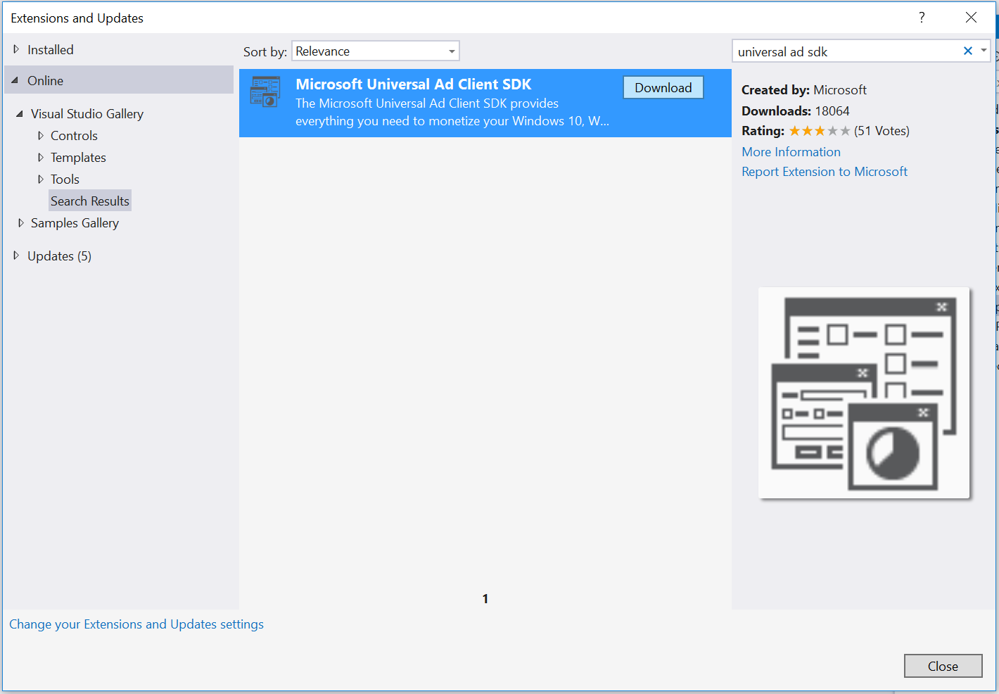 Extensions and Updates
?
Installed
Online
Visual Studio Gallery
Controls
Templates
Tools
Search Results
Samples Gallery
Updates (5)
Sort by: Relevance
Microsoft Universal Ad Client SDK
The Microsoft Universal Ad Client SDK provides
everything you need to monetize your Windows 10, W...
Download
1
universal ad sdk
Created by: Microsoft
Downloads: 18064
Rating: (51 Votes)
More Information
Report Extension to Microsoft
Change your Extensions and Updates settings
Close